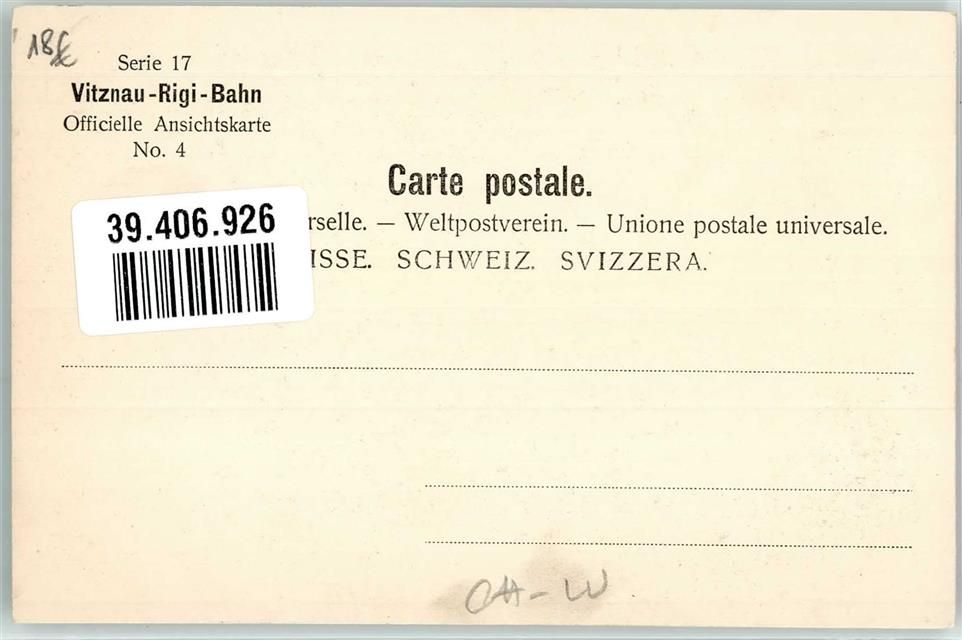 18€
Serie 17
Vitznau-Rigi-Bahn
Officielle Ansichtskarte
No. 4
Carte postale.
39.406.926
rselle. — Weltpostverein. — Unione postale universale.
ISSE. SCHWEIZ. SVIZZERA.
CH-W